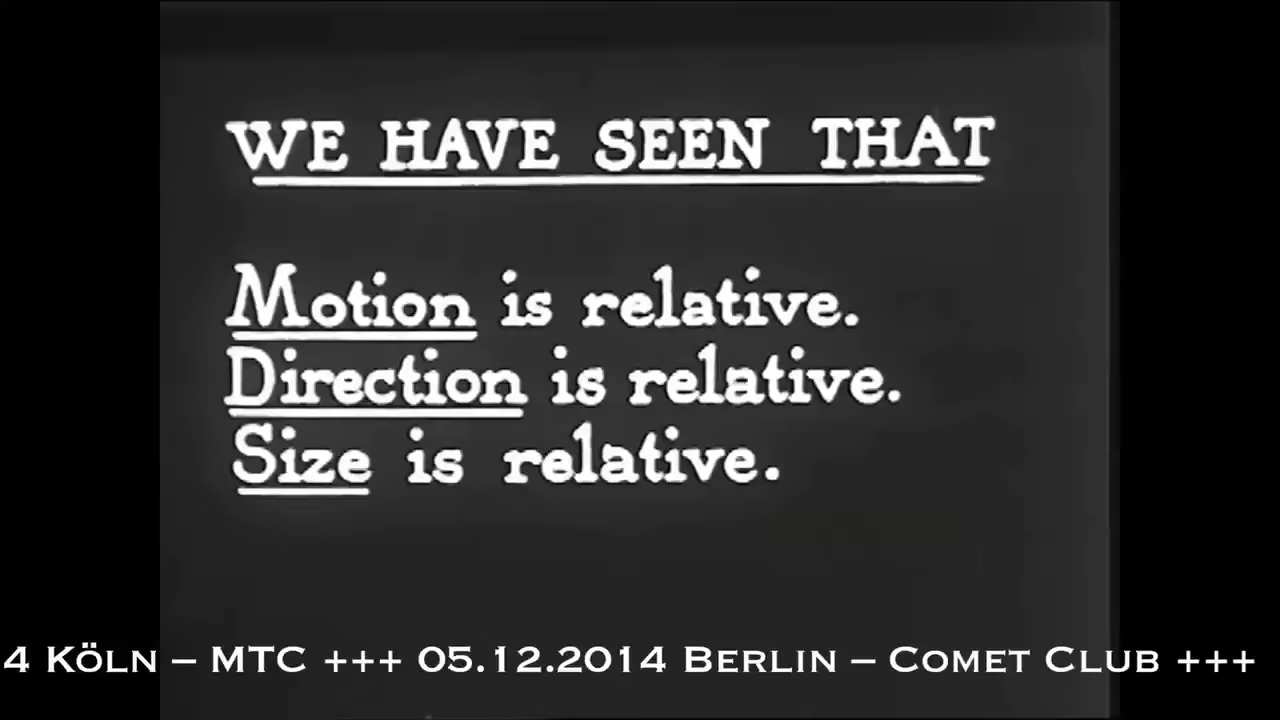 WE HAVE SEEN THAT
Motion is relative.
Direction is relative.
Size is relative.
4 Köln – MTC +++ 05.12.2014 Berlin – Comet Club +++